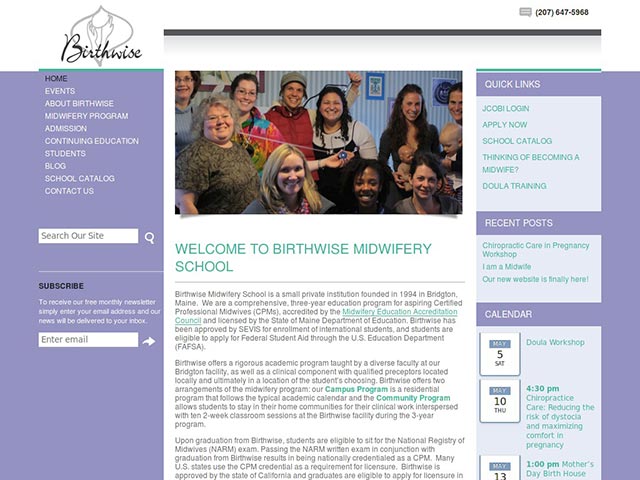 (207) 647-5968
Birthwise
HOME
EVENTS
ABOUT BIRTHWISE
MIDWIFERY PROGRAM
ADMISSION
CONTINUING EDUCATION
STUDENTS
BLOG
SCHOOL CATALOG
CONTACT US
Search Our Site
SUBSCRIBE
To receive our free monthly newsletter
simply enter your email address and our
news will be delivered to your inbox.
Enter email
WELCOME TO BIRTHWISE MIDWIFERY
SCHOOL
Birthwise Midwifery School is a small private institution founded in 1994 in Bridgton,
Maine. We are a comprehensive, three-year education program for aspiring Certified
Professional Midwives (CPMs), accredited by the Midwifery Education Accreditation
Council and licensed by the State of Maine Department of Education. Birthwise has
been approved by SEVIS for enrollment of international students, and students are
eligible to apply for Federal Student Aid through the U.S. Education Department
(FAFSA).
Birthwise offers a rigorous academic program taught by a diverse faculty at our
Bridgton facility, as well as a clinical component with qualified preceptors located
locally and ultimately in a location of the student's choosing. Birthwise offers two
arrangements of the midwifery program: our Campus Program is a residential
program that follows the typical academic calendar and the Community Program
allows students to stay in their home communities for their clinical work interspersed
with ten 2-week classroom sessions at the Birthwise facility during the 3-year
program.
Upon graduation from Birthwise, students are eligible to sit for the National Registry of
Midwives (NARM) exam. Passing the NARM written exam in conjunction with
graduation from Birthwise results in being nationally credentialed as a CPM. Many
U.S. states use the CPM credential as a requirement for licensure. Birthwise is
approved by the state of California and graduates are eligible to apply for licensure in
QUICK LINKS
JCOBI LOGIN
APPLY NOW
SCHOOL CATALOG
THINKING OF BECOMING A
MIDWIFE?
DOULA TRAINING
RECENT POSTS
Chiropractic Care in Pregnancy
Workshop
I am a Midwife
Our new website is finally here!
CALENDAR
MAY
5
SAT
Doula Workshop
MAY
10
THU
4:30 pm
Chiropractice
Care: Reducing the
risk of dystocia
and maximizing
comfort in
pregnancy
MAY
13
1:00 pm Mother's
Day Birth House